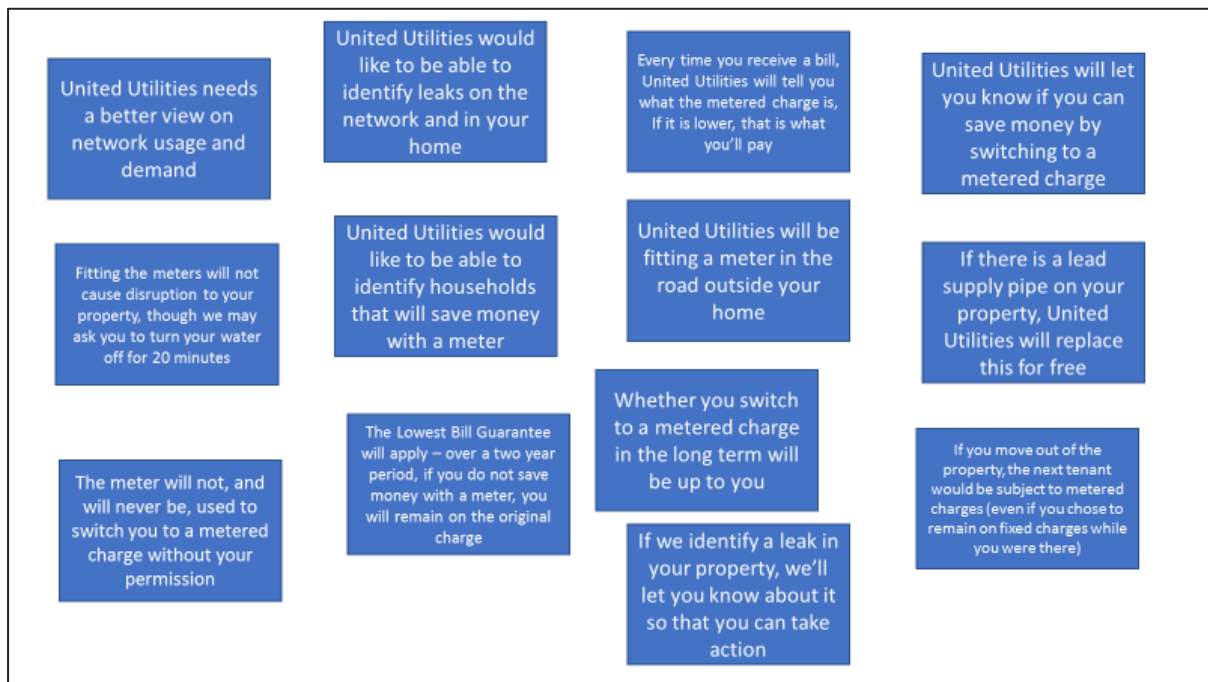 United Utilities needs
a better view on
network usage and
demand
United Utilities would
like to be able to
identify leaks on the
network and in your
home
Every time you receive a bill,
United Utilities will tell you
what the metered charge is,
If it is lower, that is what
you'll pay
United Utilities will let
you know if you can
save money by
switching to a
metered charge
Fitting the meters will not
cause disruption to your
property, though we may
ask you to turn your water
off for 20 minutes
United Utilities would
like to be able to
identify households
that will save money
with a meter
United Utilities will be
fitting a meter in the
road outside your
home
If there is a lead
supply pipe on your
property, United
Utilities will replace
this for free
The meter will not, and
will never be, used to
switch you to a metered
charge without your
permission
The Lowest Bill Guarantee
will apply – over a two year
period, if you do not save
money with a meter, you
will remain on the original
charge
Whether you switch
to a metered charge
in the long term will
be up to you
If you move out of the
property, the next tenant
would be subject to metered
charges (even if you chose to
remain on fixed charges while
you were there)
If we identify a leak in
your property, we'll
let you know about it
so that you can take
action